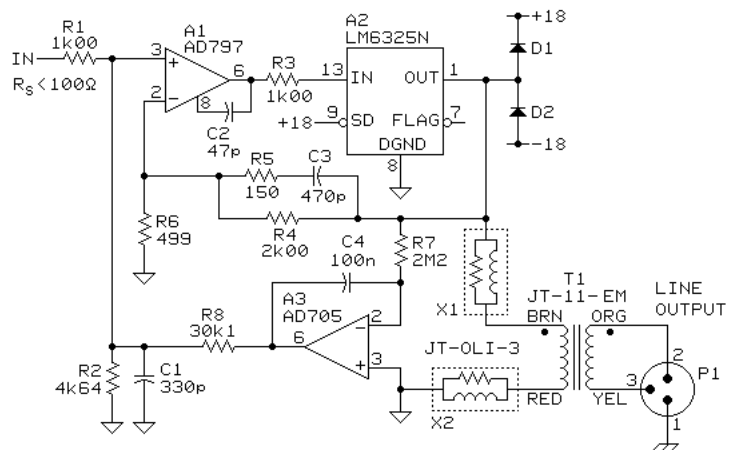 R1
1k00
IN
RS<100Ω
A1
AD797
3
+
2
−
6
8
C2
47p
R3
1k00
A2
LM6325N
13
IN
OUT
1
+18
9
SD
FLAG
7
DGND
8
+18
D1
D2
−18
R5
150
C3
470p
R6
499
R4
2k00
C4
100n
R7
2M2
X1
T1
JT-11-EM
BRN
ORG
LINE
OUTPUT
A3
AD705
R8
30k1
6
2
−
3
+
JT-OLI-3
R2
4k64
C1
330p
X2
RED
YEL
2
3
P1
1